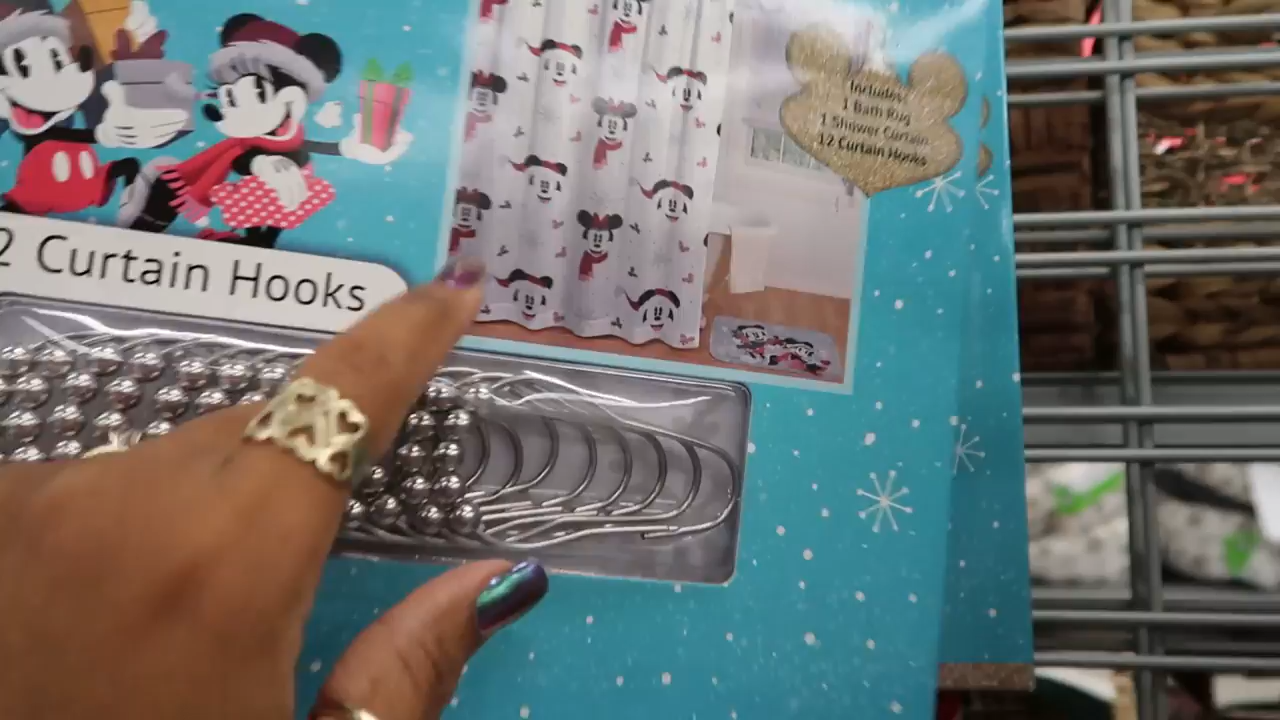 Includes:
1 Bath Rug
1 Shower Curtain
12 Curtain Hooks
2 Curtain Hooks